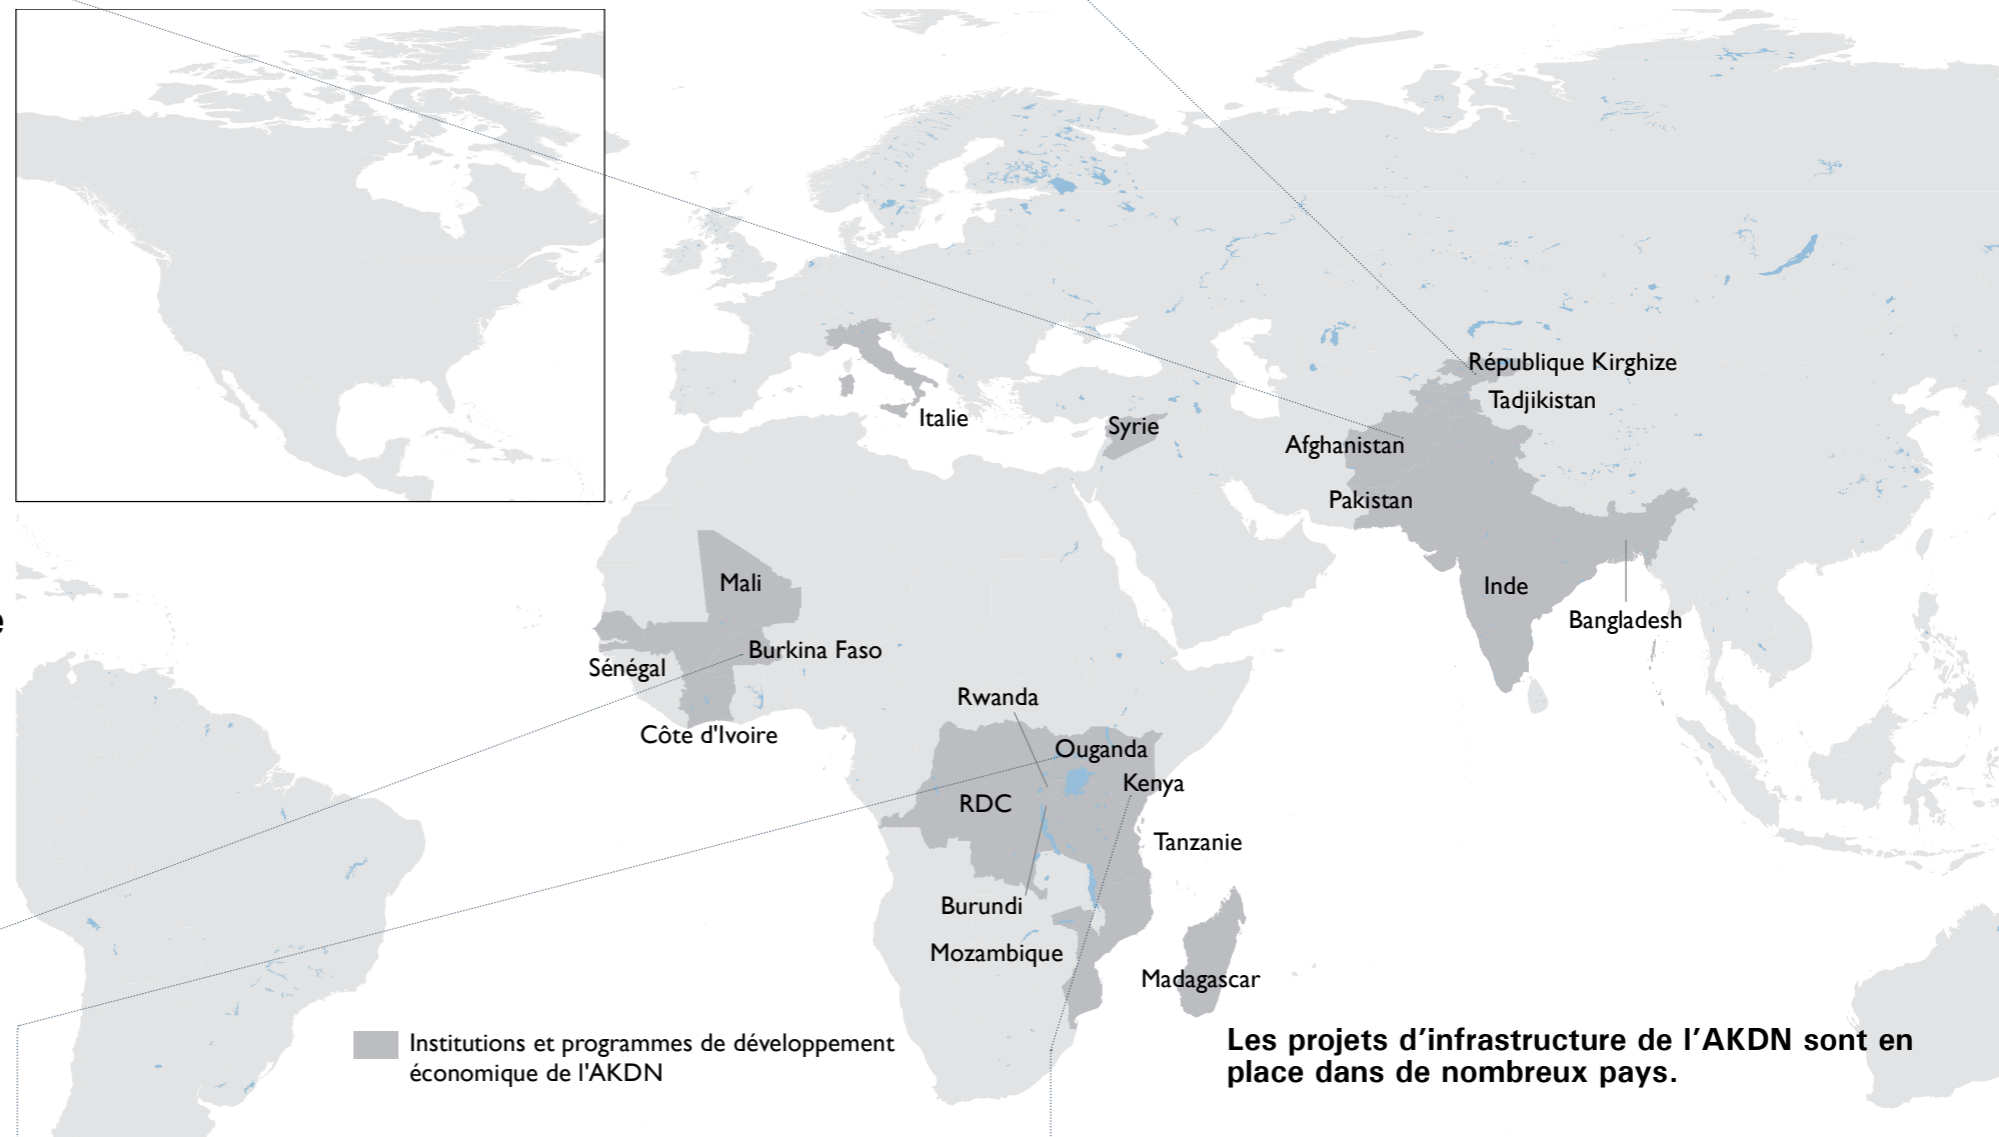 République Kirghize
Tadjikistan
Italie
Syrie
Afghanistan
Pakistan
Mali
Inde
Bangladesh
Burkina Faso
Sénégal
Rwanda
Côte d'Ivoire
Ouganda
Kenya
RDC
Tanzanie
Burundi
Mozambique
Madagascar
Institutions et programmes de développement
économique de l'AKDN
Les projets d’infrastructure de l’AKDN sont en
place dans de nombreux pays.